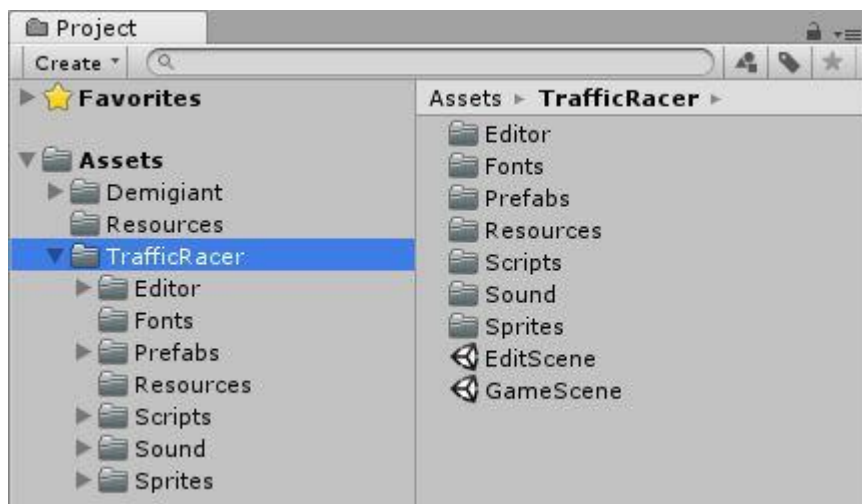 Project
Create
Favorites
Assets
Demigiant
Resources
TrafficRacer
Editor
Fonts
Prefabs
Resources
Scripts
Sound
Sprites
Assets TrafficRacer
Editor
Fonts
Prefabs
Resources
Scripts
Sound
Sprites
EditScene
GameScene